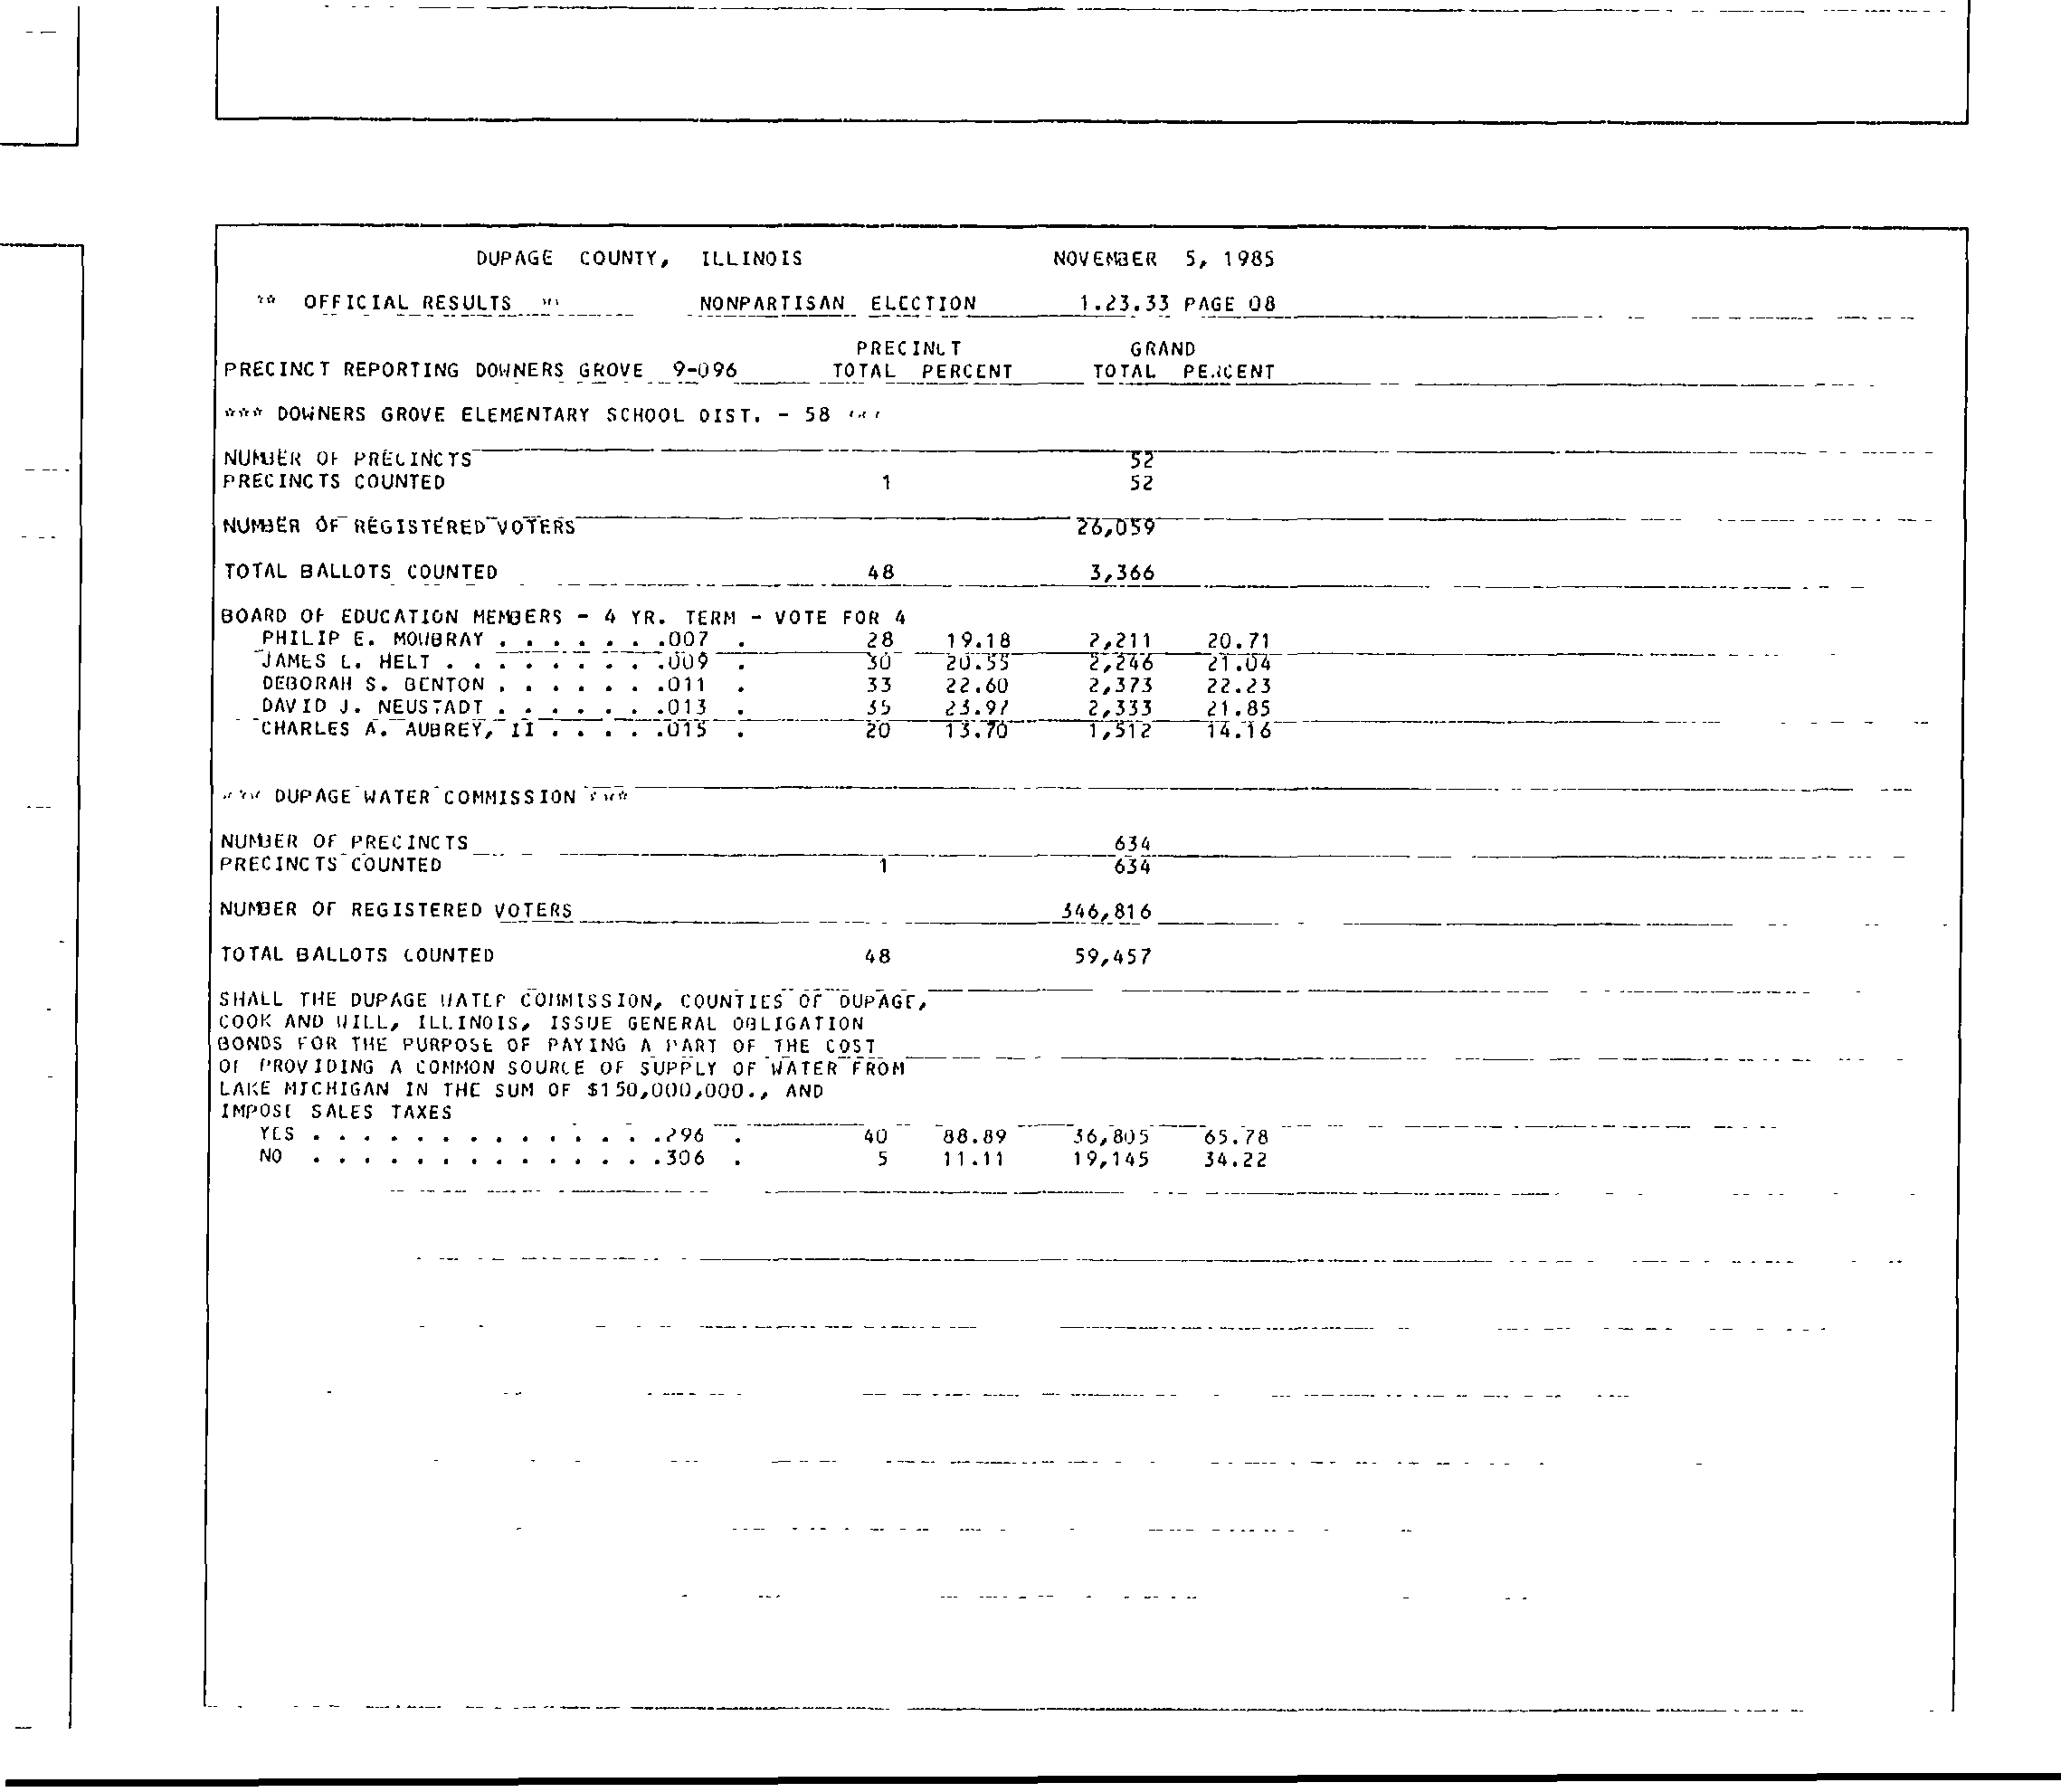 DUPAGE COUNTY, ILLINOIS NOVEMBER 5, 1985
** OFFICIAL RESULTS ** NONPARTISAN ELECTION 1.23.33 PAGE 08
PRECINCT GRAND
PRECINCT REPORTING DOWNERS GROVE 9-096 TOTAL PERCENT TOTAL PERCENT
*** DOWNERS GROVE ELEMENTARY SCHOOL DIST. - 58 ***
NUMBER OF PRECINCTS 52
PRECINCTS COUNTED 1 52
NUMBER OF REGISTERED VOTERS 26,059
TOTAL BALLOTS COUNTED 48 3,366
BOARD OF EDUCATION MEMBERS - 4 YR. TERM - VOTE FOR 4
PHILIP E. MOWBRAY . . . . . . .007 . 28 19.18 2,211 20.71
JAMES L. HELT . . . . . . . . .009 . 30 20.55 2,246 21.04
DEBORAH S. BENTON . . . . . . .011 . 33 22.60 2,373 22.23
DAVID J. NEUSTADT . . . . . . .013 . 35 23.97 2,333 21.85
CHARLES A. AUBREY, II . . . . .015 . 20 13.70 1,512 14.16
*** DUPAGE WATER COMMISSION ***
NUMBER OF PRECINCTS 634
PRECINCTS COUNTED 1 634
NUMBER OF REGISTERED VOTERS 346,816
TOTAL BALLOTS COUNTED 48 59,457
SHALL THE DUPAGE WATER COMMISSION, COUNTIES OF DUPAGE,
COOK AND WILL, ILLINOIS, ISSUE GENERAL OBLIGATION
BONDS FOR THE PURPOSE OF PAYING A PART OF THE COST
OF PROVIDING A COMMON SOURCE OF SUPPLY OF WATER FROM
LAKE MICHIGAN IN THE SUM OF $150,000,000., AND
IMPOSE SALES TAXES
YES . . . . . . . . . . . . . .296 . 40 88.89 36,805 65.78
NO . . . . . . . . . . . . . .306 . 5 11.11 19,145 34.22